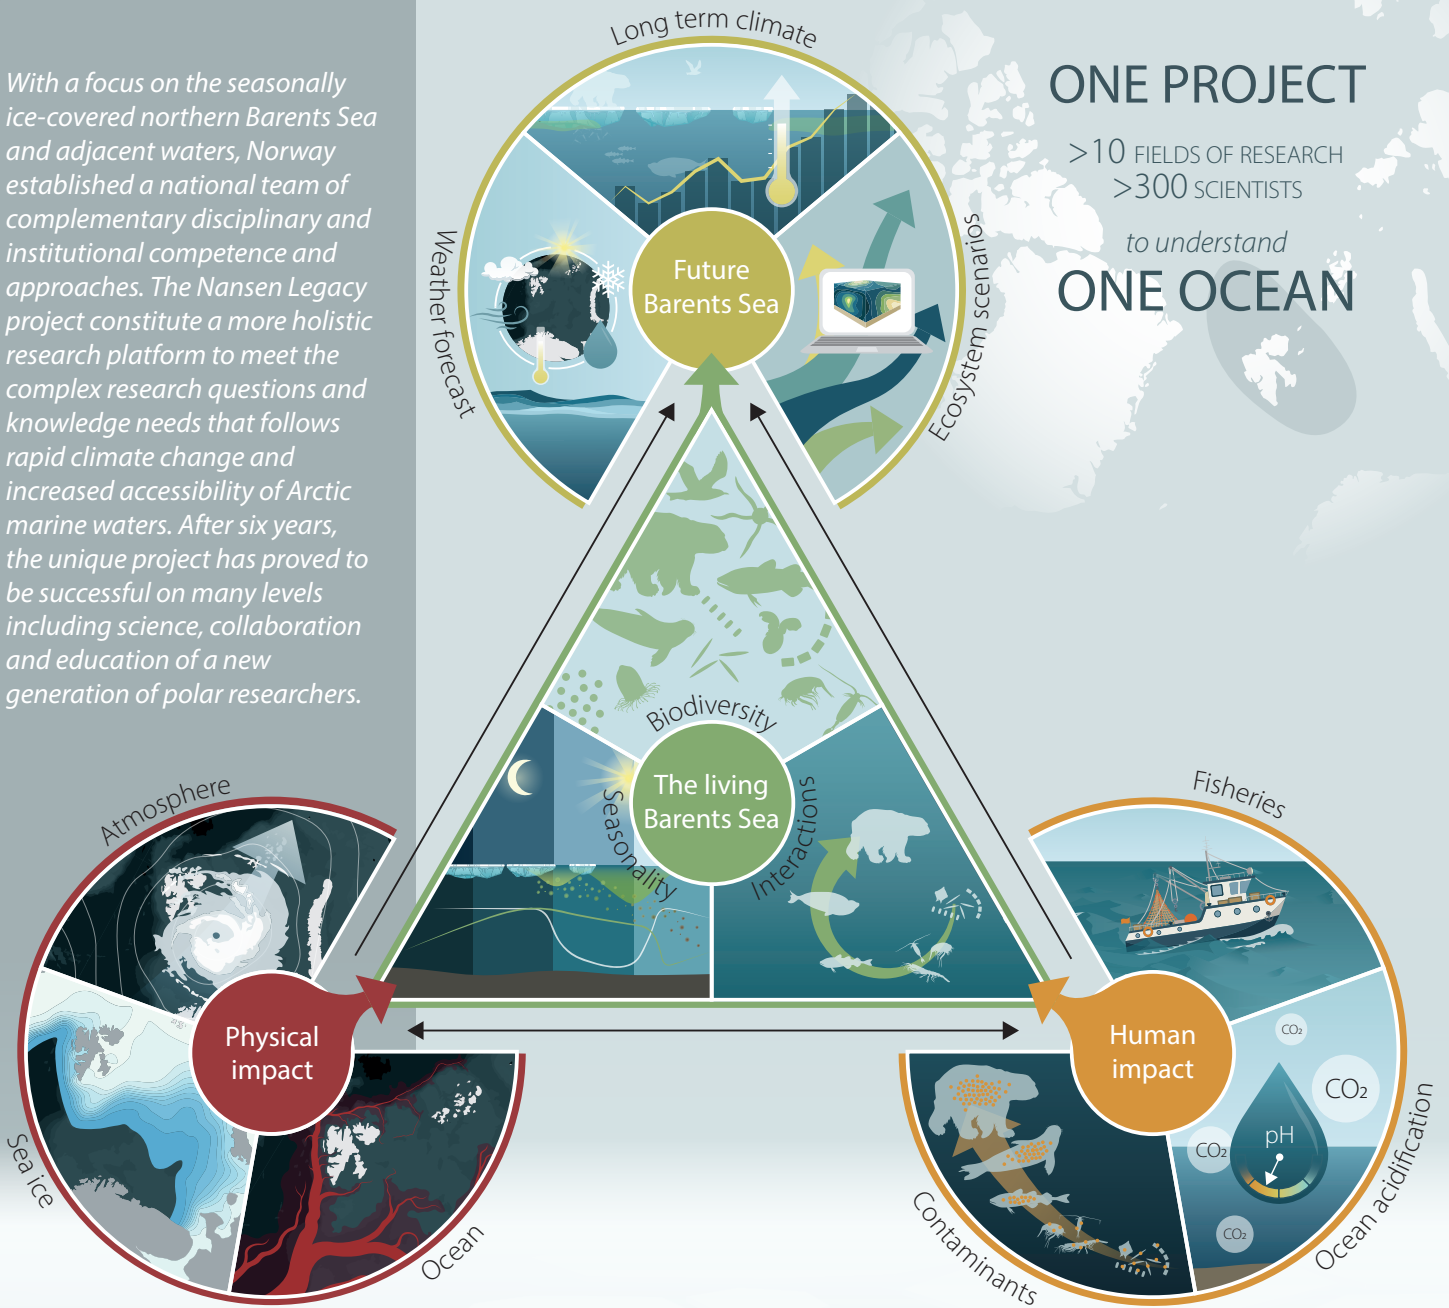 With a focus on the seasonally
ice-covered northern Barents Sea
and adjacent waters, Norway
established a national team of
complementary disciplinary and
institutional competence and
approaches. The Nansen Legacy
project constitute a more holistic
research platform to meet the
complex research questions and
knowledge needs that follows
rapid climate change and
increased accessibility of Arctic
marine waters. After six years,
the unique project has proved to
be successful on many levels
including science, collaboration
and education of a new
generation of polar researchers.
ONE PROJECT
>10 FIELDS OF RESEARCH
>300 SCIENTISTS
to understand
ONE OCEAN
Long term climate
Weather forecast
Ecosystem scenarios
Future
Barents Sea
Biodiversity
Seasonality
Interactions
The living
Barents Sea
Atmosphere
Sea ice
Ocean
Physical
impact
Fisheries
Ocean acidification
Contaminants
Human
impact
CO2
CO2
CO2
CO2
pH